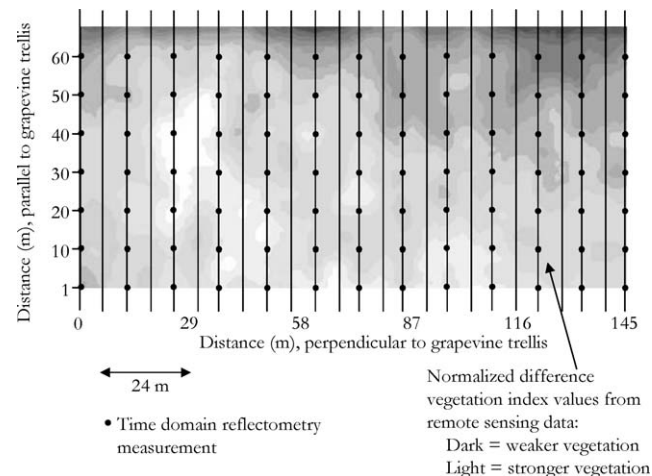 Distance (m), parallel to grapevine trellis
60
50
40
30
20
10
1
0 29 58 87 116 145
Distance (m), perpendicular to grapevine trellis
24 m
• Time domain reflectometry
measurement
Normalized difference
vegetation index values from
remote sensing data:
Dark = weaker vegetation
Light = stronger vegetation